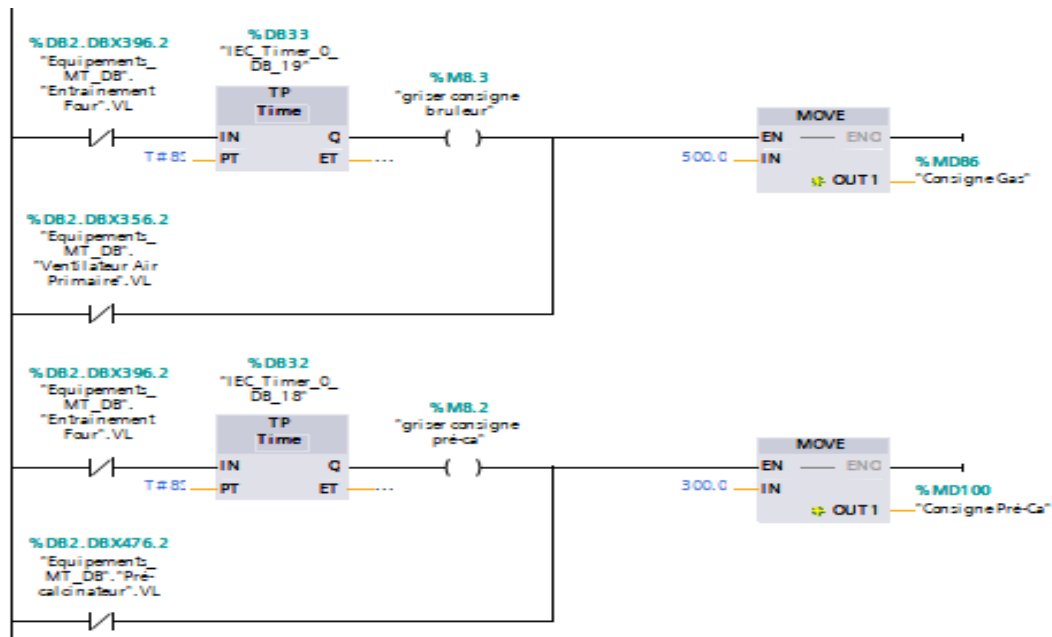 %DB2.DBX396.2
"Equipements_
MT_DB".
"Entrainement
Four".VL
%DB33
"IEC_Timer_0_
DB_19"
TP
Time
IN
Q
PT
ET
...
%M8.3
"griser consigne
bruleur"
MOVE
EN
ENO
500.0
IN
OUT1
%MD86
"Consigne Gas"
%DB2.DBX356.2
"Equipements_
MT_DB".
"Ventilateur Air
Primaire".VL
%DB2.DBX396.2
"Equipements_
MT_DB".
"Entrainement
Four".VL
%DB32
"IEC_Timer_0_
DB_18"
TP
Time
IN
Q
PT
ET
...
%M8.2
"griser consigne
pré-ca"
MOVE
EN
ENO
300.0
IN
OUT1
%MD100
"Consigne Pré-Ca"
%DB2.DBX476.2
"Equipements_
MT_DB"."Pré-
calcinateur".VL